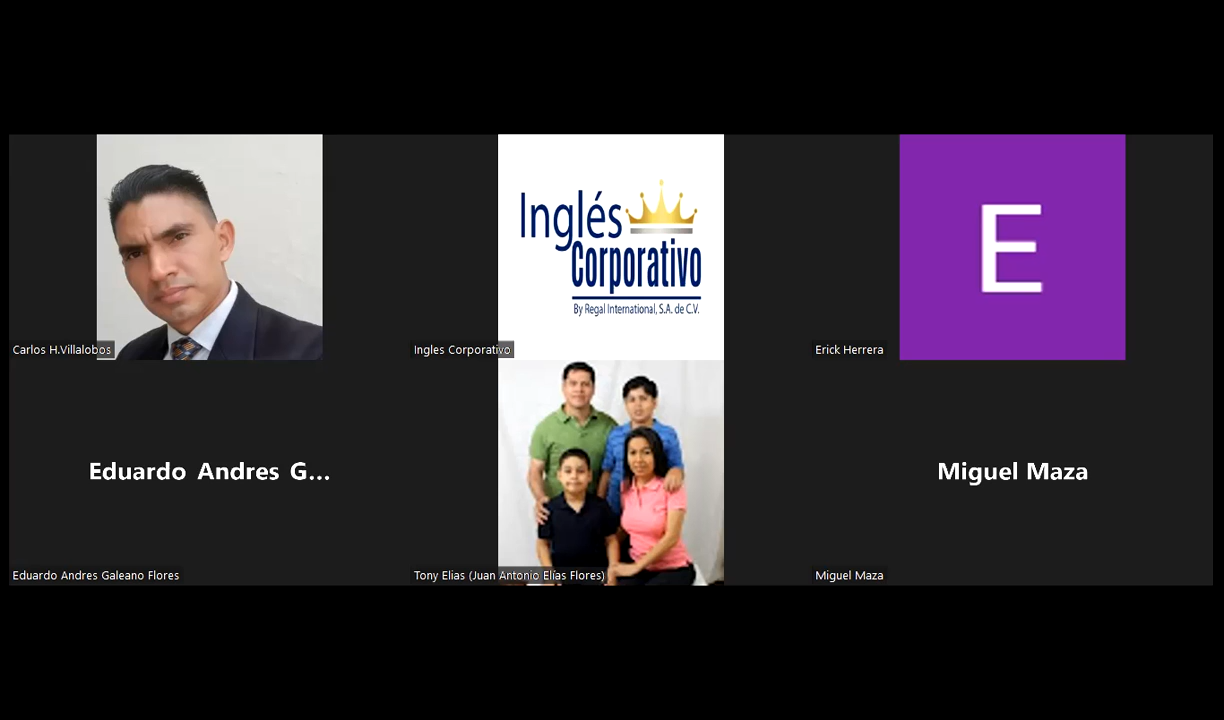 Inglés
Corporativo
By Regal International, S.A. de C.V.
E
Carlos H.Villalobos
Ingles Corporativo
Erick Herrera
Eduardo Andres G...
Miguel Maza
Eduardo Andres Galeano Flores
Tony Elias (Juan Antonio Elías Flores)
Miguel Maza